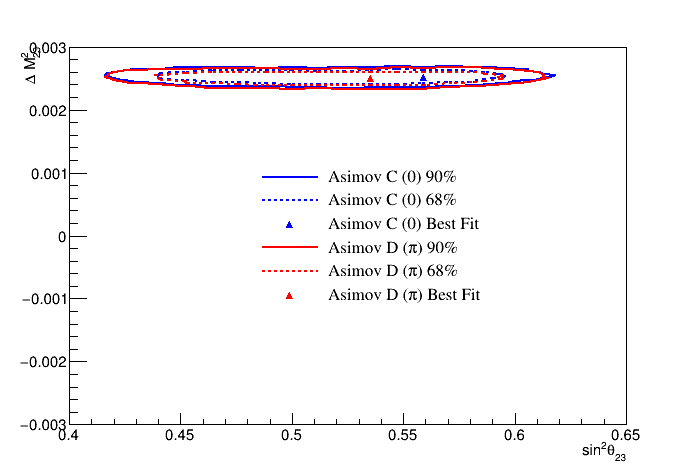 0.003
Δ M²₂₃
0.002
0.001
Asimov C (0) 90%
Asimov C (0) 68%
Asimov C (0) Best Fit
0
Asimov D (π) 90%
Asimov D (π) 68%
Asimov D (π) Best Fit
−0.001
−0.002
−0.003
0.4 0.45 0.5 0.55 0.6 0.65
sin²θ₂₃